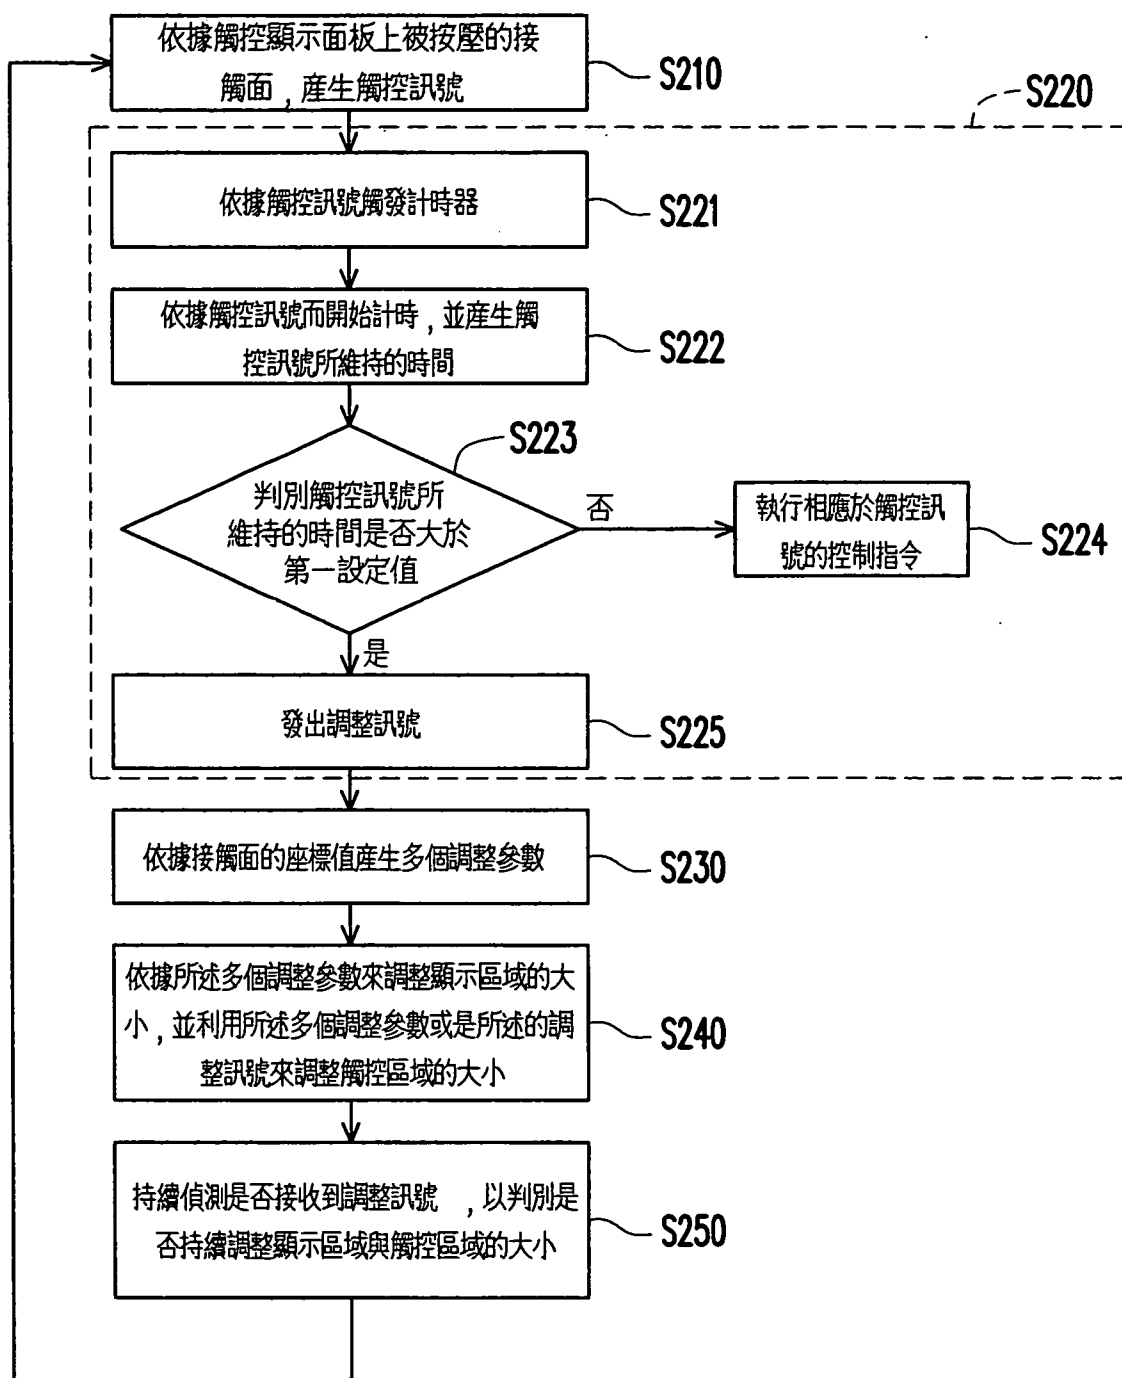 依據觸控顯示面板上被按壓的接
觸面，產生觸控訊號
S210
S220
依據觸控訊號觸發計時器
S221
依據觸控訊號而開始計時，並產生觸
控訊號所維持的時間
S222
S223
判別觸控訊號所
維持的時間是否大於
第一設定值
否
執行相應於觸控訊
號的控制指令
S224
是
發出調整訊號
S225
依據接觸面的座標值產生多個調整參數
S230
依據所述多個調整參數來調整顯示區域的大
小，並利用所述多個調整參數或是所述的調
整訊號來調整觸控區域的大小
S240
持續偵測是否接收到調整訊號，以判別是
否持續調整顯示區域與觸控區域的大小
S250